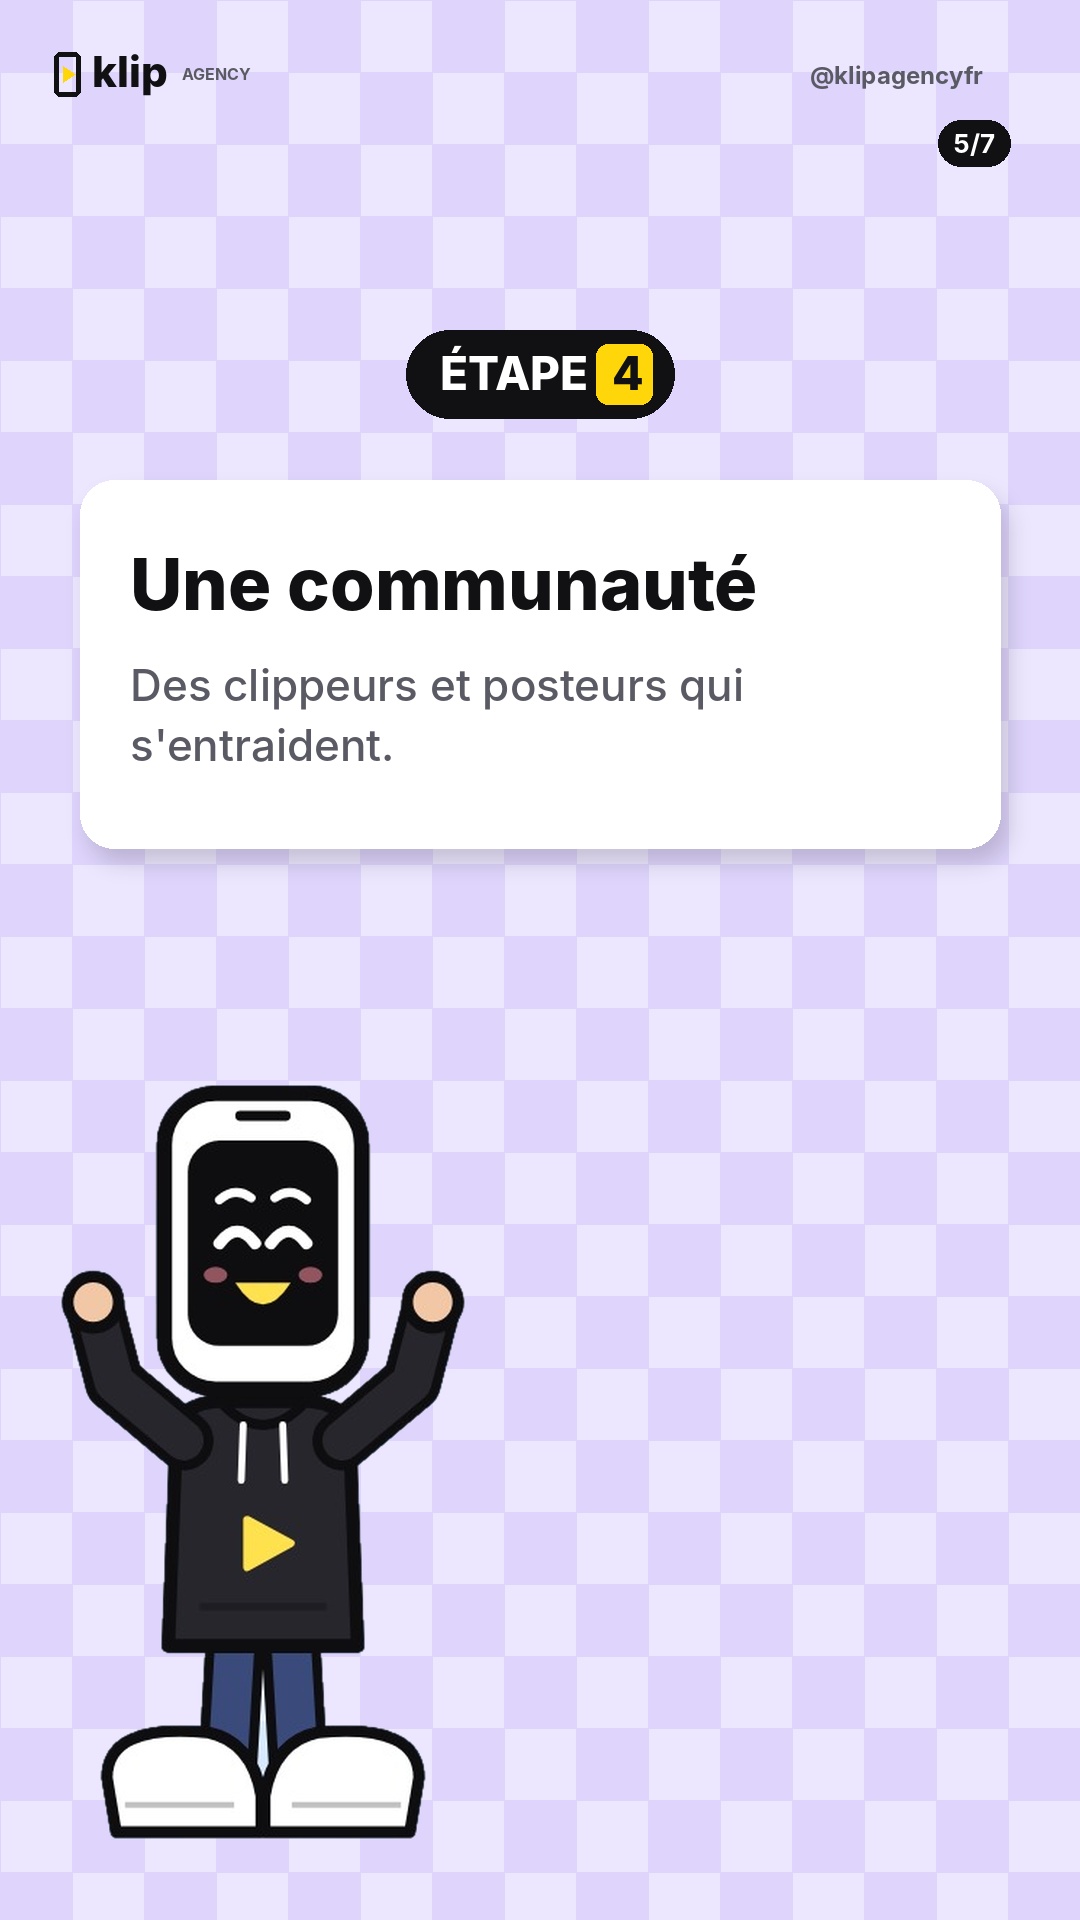 klip AGENCY
@klipagencyfr
5/7
ÉTAPE 4
Une communauté
Des clippeurs et posteurs qui
s'entraident.